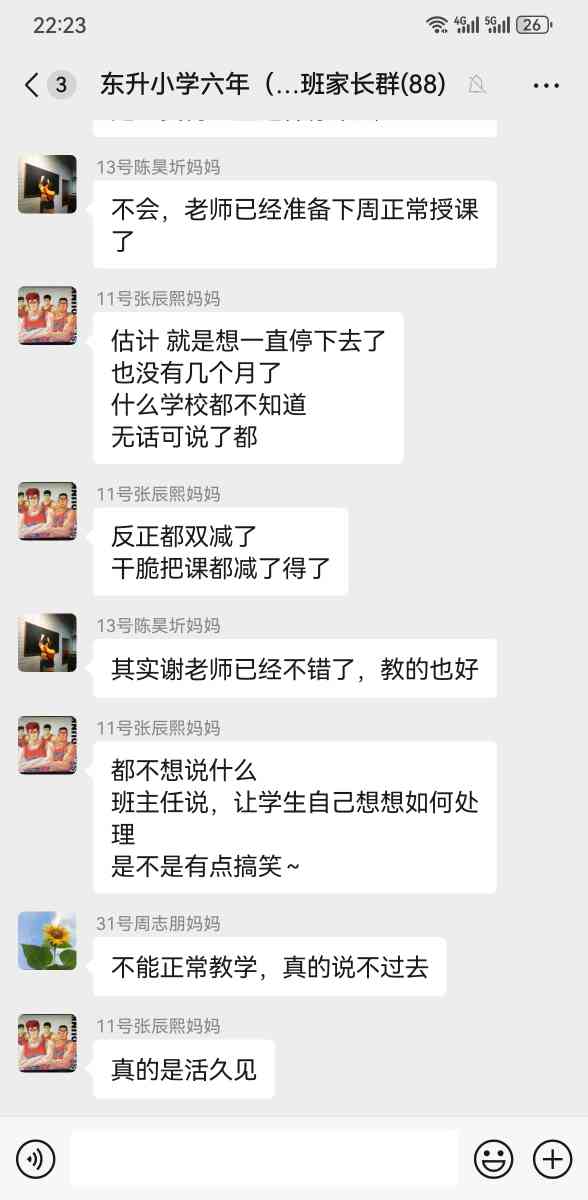 22:23
4G
5G
26
3
东升小学六年（...班家长群(88)
13号陈昊圻妈妈
不会，老师已经准备下周正常授课
了
11号张辰熙妈妈
估计 就是想一直停下去了
也没有几个月了
什么学校都不知道
无话可说了都
11号张辰熙妈妈
反正都双减了
干脆把课都减了得了
13号陈昊圻妈妈
其实谢老师已经不错了，教的也好
11号张辰熙妈妈
都不想说什么
班主任说，让学生自己想想如何处
理
是不是有点搞笑~
31号周志朋妈妈
不能正常教学，真的说不过去
11号张辰熙妈妈
真的是活久见